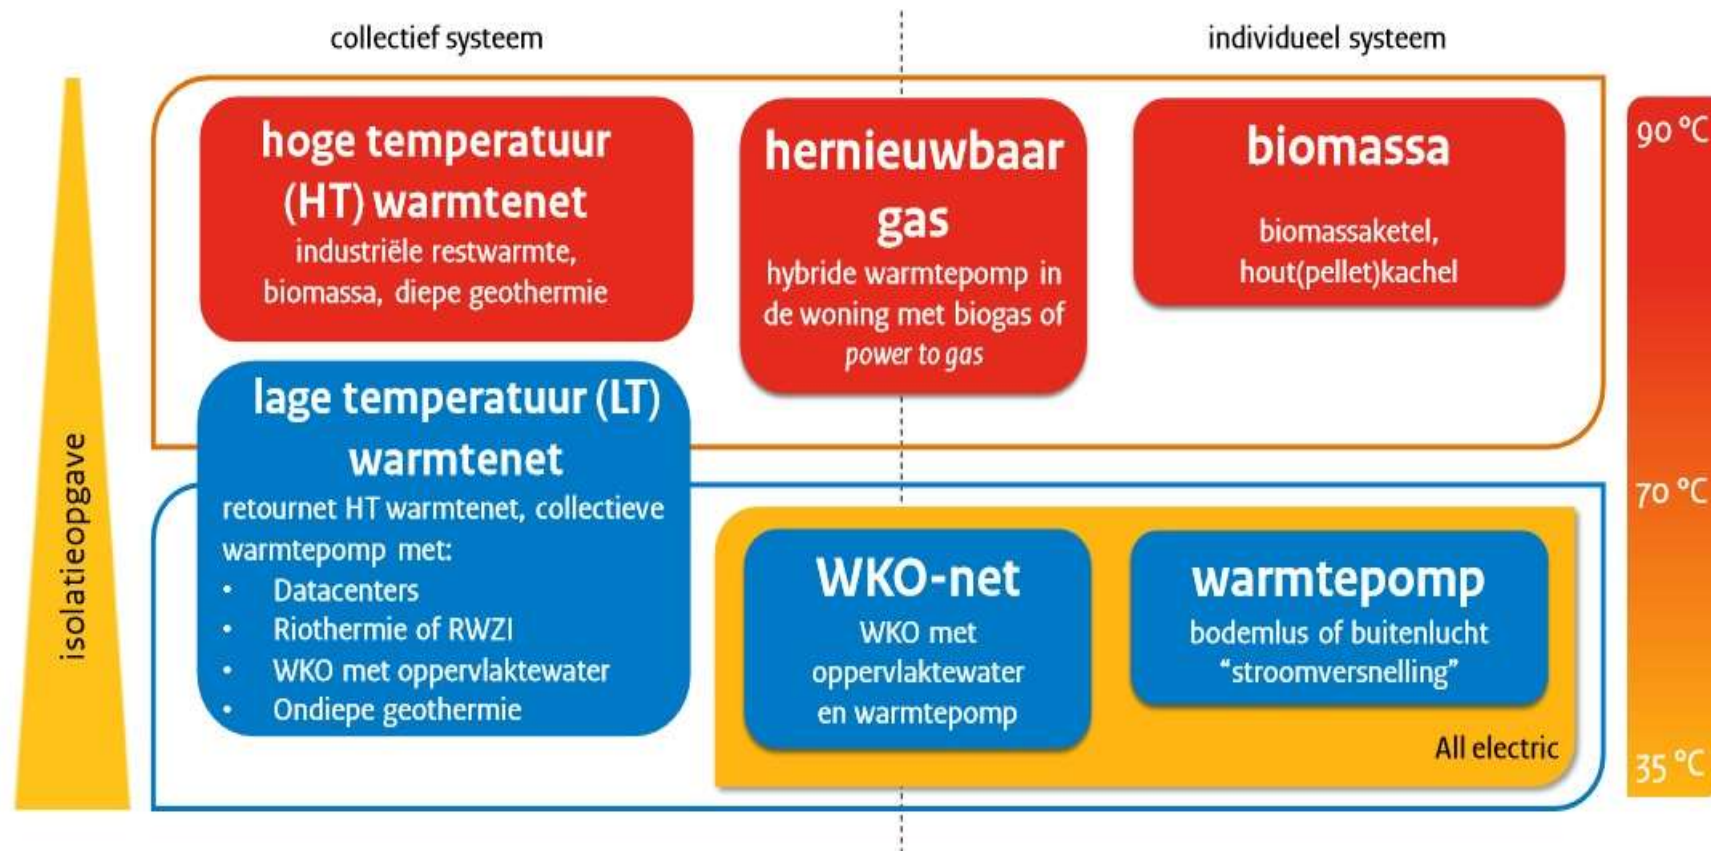 collectief systeem
individueel systeem
hoge temperatuur
(HT) warmtenet
industriële restwarmte,
biomassa, diepe geothermie
hernieuwbaar
gas
hybride warmtepomp in
de woning met biogas of
power to gas
biomassa
biomassaketel,
hout(pellet)kachel
90 °C
lage temperatuur (LT)
warmtenet
retournet HT warmtenet, collectieve
warmtepomp met:
• Datacenters
• Riothermie of RWZI
• WKO met oppervlaktewater
• Ondiepe geothermie
isolatieopgave
70 °C
WKO-net
WKO met
oppervlaktewater
en warmtepomp
warmtepomp
bodemlus of buitenlucht
“stroomversnelling”
All electric
35 °C